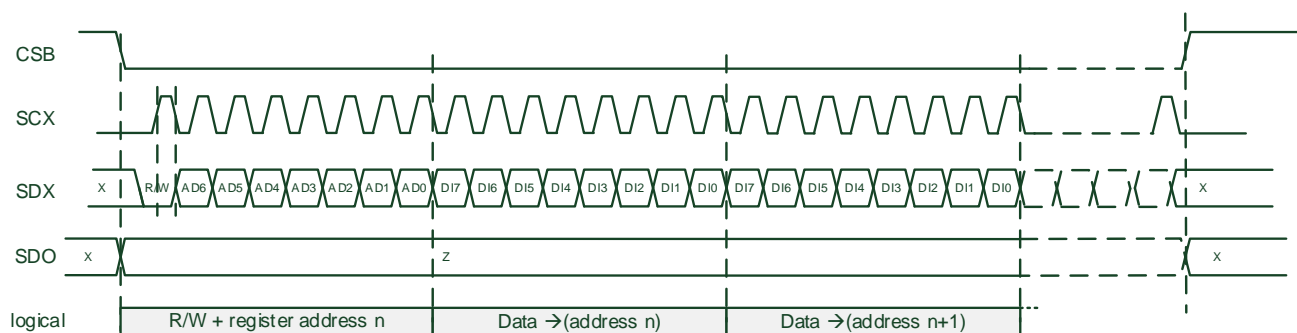 CSB
SCX
SDX X R/W AD6 AD5 AD4 AD3 AD2 AD1 AD0 DI7 DI6 DI5 DI4 DI3 DI2 DI1 DI0 DI7 DI6 DI5 DI4 DI3 DI2 DI1 DI0 X
SDO X Z X
logical R/W + register address n Data →(address n) Data →(address n+1)